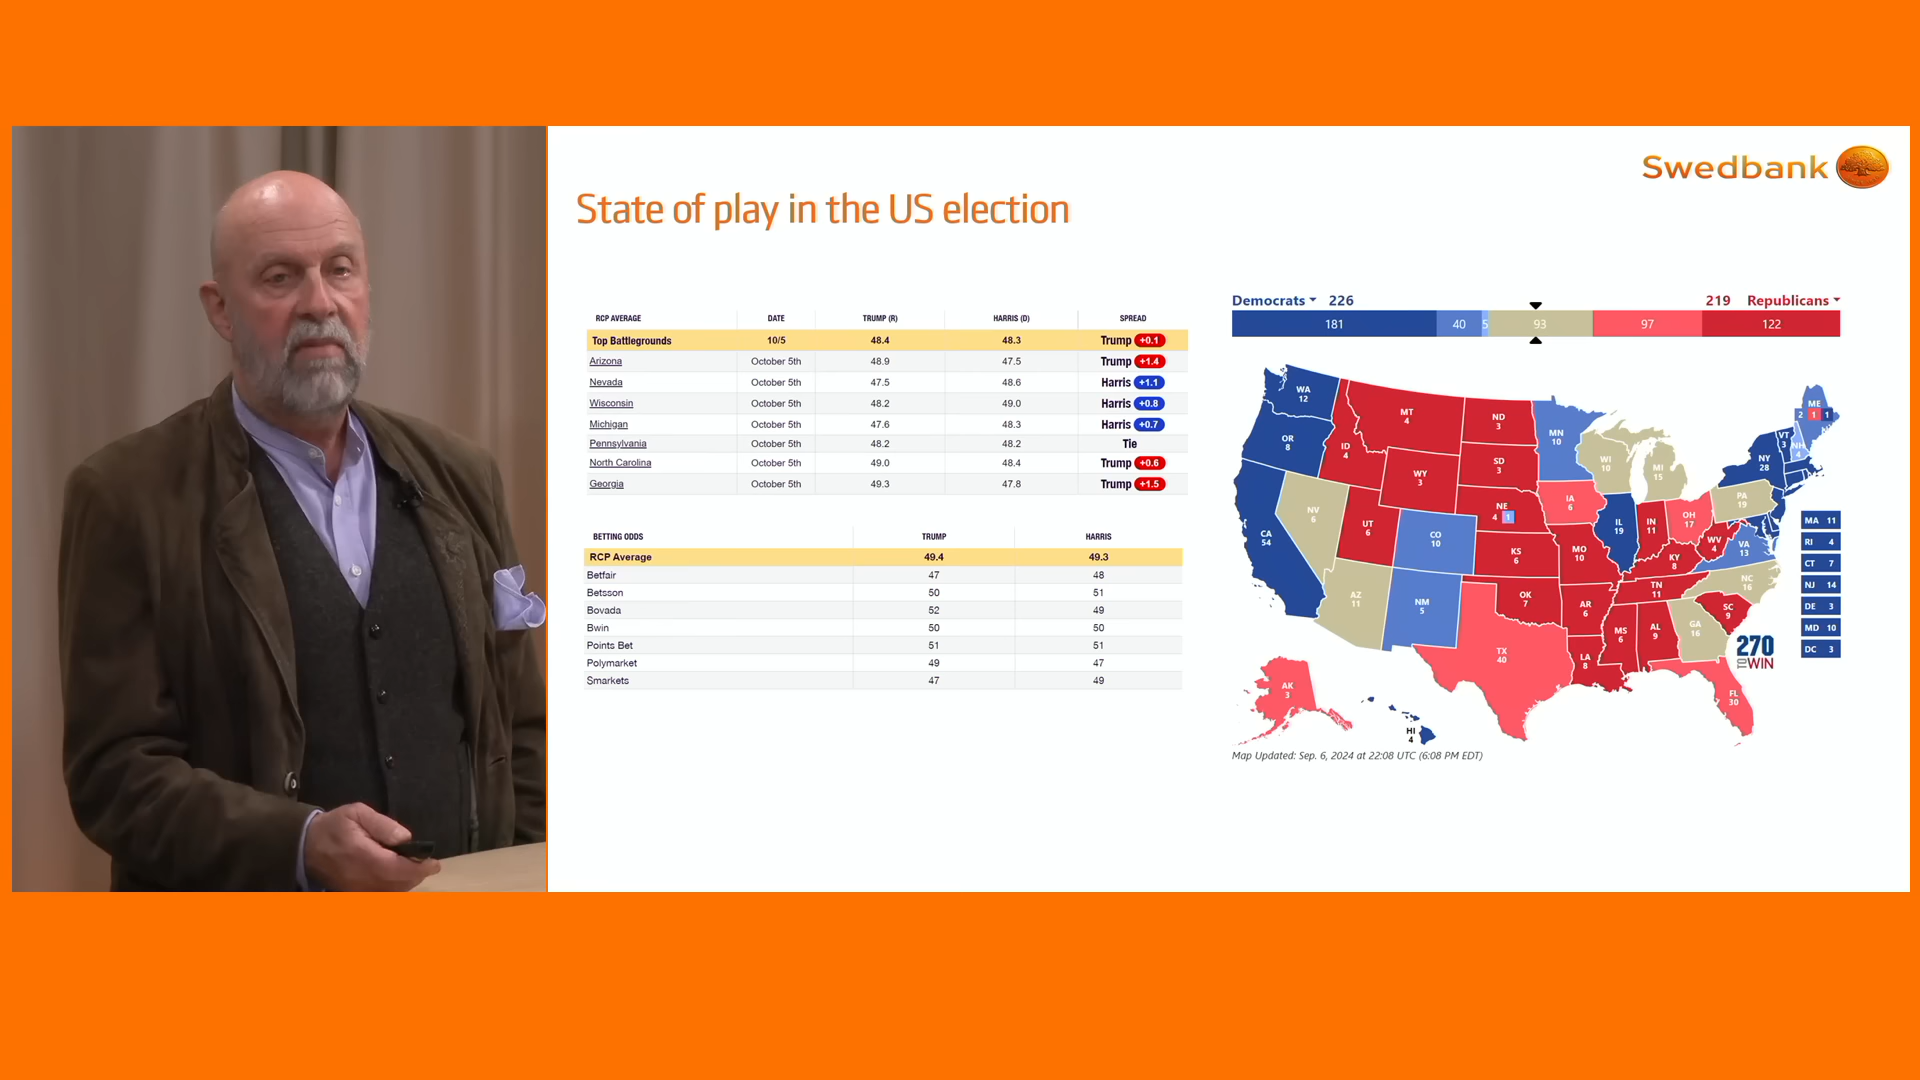 Swedbank
State of play in the US election
RCP AVERAGE DATE TRUMP (R) HARRIS (D) SPREAD
Top Battlegrounds 10/5 48.4 48.3 Trump +0.1
Arizona October 5th 48.9 47.5 Trump +1.4
Nevada October 5th 47.5 48.6 Harris +1.1
Wisconsin October 5th 48.2 49.0 Harris +0.8
Michigan October 5th 47.6 48.3 Harris +0.7
Pennsylvania October 5th 48.2 48.2 Tie
North Carolina October 5th 49.0 48.4 Trump +0.6
Georgia October 5th 49.3 47.8 Trump +1.5
BETTING ODDS TRUMP HARRIS
RCP Average 49.4 49.3
Betfair 47 48
Betsson 50 51
Bovada 52 49
Bwin 50 50
Points Bet 51 51
Polymarket 49 47
Smarkets 47 49
Democrats 226 219 Republicans
181 40 5 93 97 122
WA
12
OR
8
CA
54
NV
6
ID
4
MT
4
WY
3
UT
6
AZ
11
CO
10
NM
5
ND
3
SD
3
NE
4 1
KS
6
OK
7
TX
40
MN
10
IA
6
MO
10
AR
6
LA
8
WI
10
IL
19
MI
15
IN
11
OH
17
KY
8
TN
11
MS
6
AL
9
GA
16
FL
30
SC
9
NC
16
VA
13
WV
4
PA
19
NY
28
VT
3
NH
4
ME
2 1 1
AK
3
HI
4
MA 11
RI 4
CT 7
NJ 14
DE 3
MD 10
DC 3
270
TO WIN
Map Updated: Sep. 6, 2024 at 22:08 UTC (6:08 PM EDT)